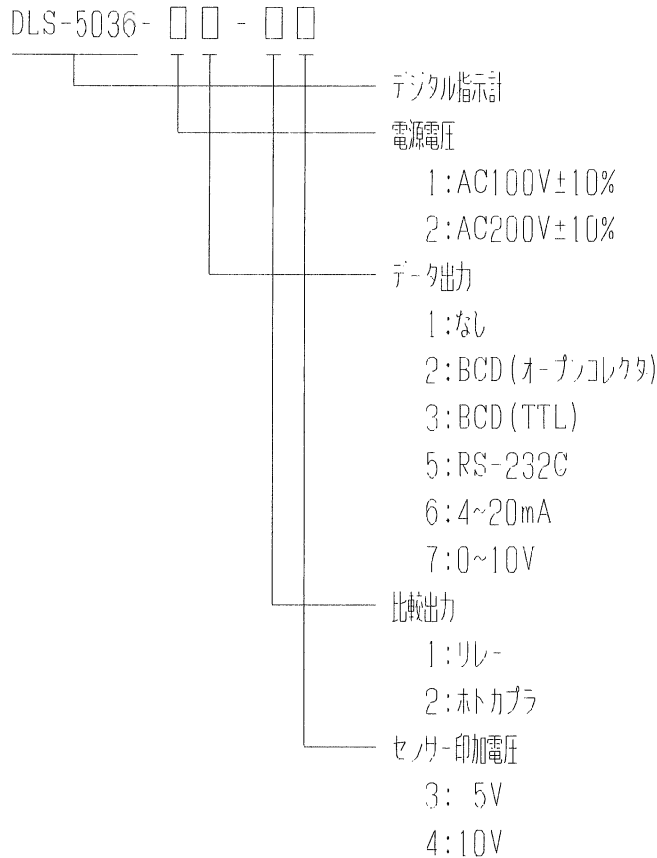 DLS-5036-□□-□□
デジタル指示計
電源電圧
1:AC100V±10%
2:AC200V±10%
データ出力
1:なし
2:BCD(オープンコレクタ)
3:BCD(TTL)
5:RS-232C
6:4~20mA
7:0~10V
比較出力
1:リレー
2:ホトカプラ
センサー印加電圧
3: 5V
4:10V